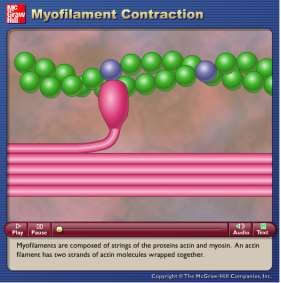 Mc
Graw
Hill
Myofilament Contraction
Play
Pause
Audio
Text
Myofilaments are composed of strings of the proteins actin and myosin. An actin
filament has two strands of actin molecules wrapped together.
Copyright © The McGraw-Hill Companies, Inc.